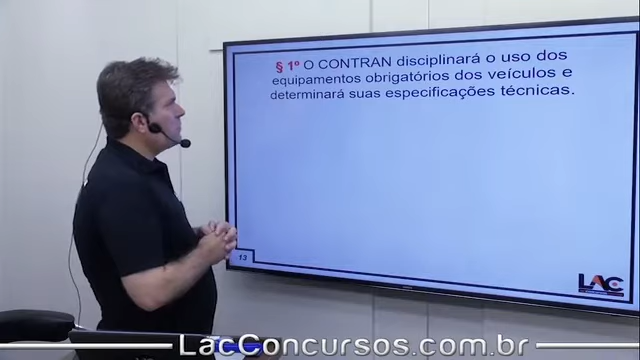 § 1º O CONTRAN disciplinará o uso dos
equipamentos obrigatórios dos veículos e
determinará suas especificações técnicas.
13
LAC
LacConcursos.com.br